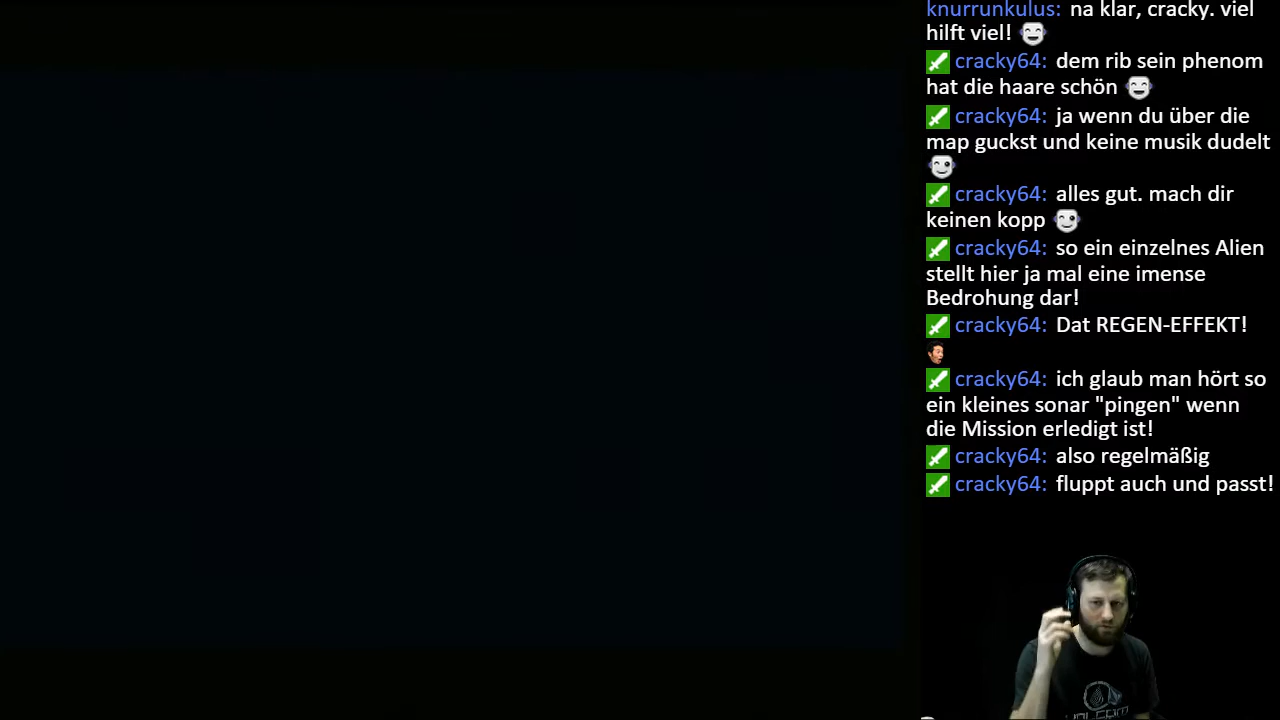 knurrunkulus: na klar, cracky. viel
hilft viel!
cracky64: dem rib sein phenom
hat die haare schön
cracky64: ja wenn du über die
map guckst und keine musik dudelt
cracky64: alles gut. mach dir
keinen kopp
cracky64: so ein einzelnes Alien
stellt hier ja mal eine imense
Bedrohung dar!
cracky64: Dat REGEN-EFFEKT!
cracky64: ich glaub man hört so
ein kleines sonar "pingen" wenn
die Mission erledigt ist!
cracky64: also regelmäßig
cracky64: fluppt auch und passt!